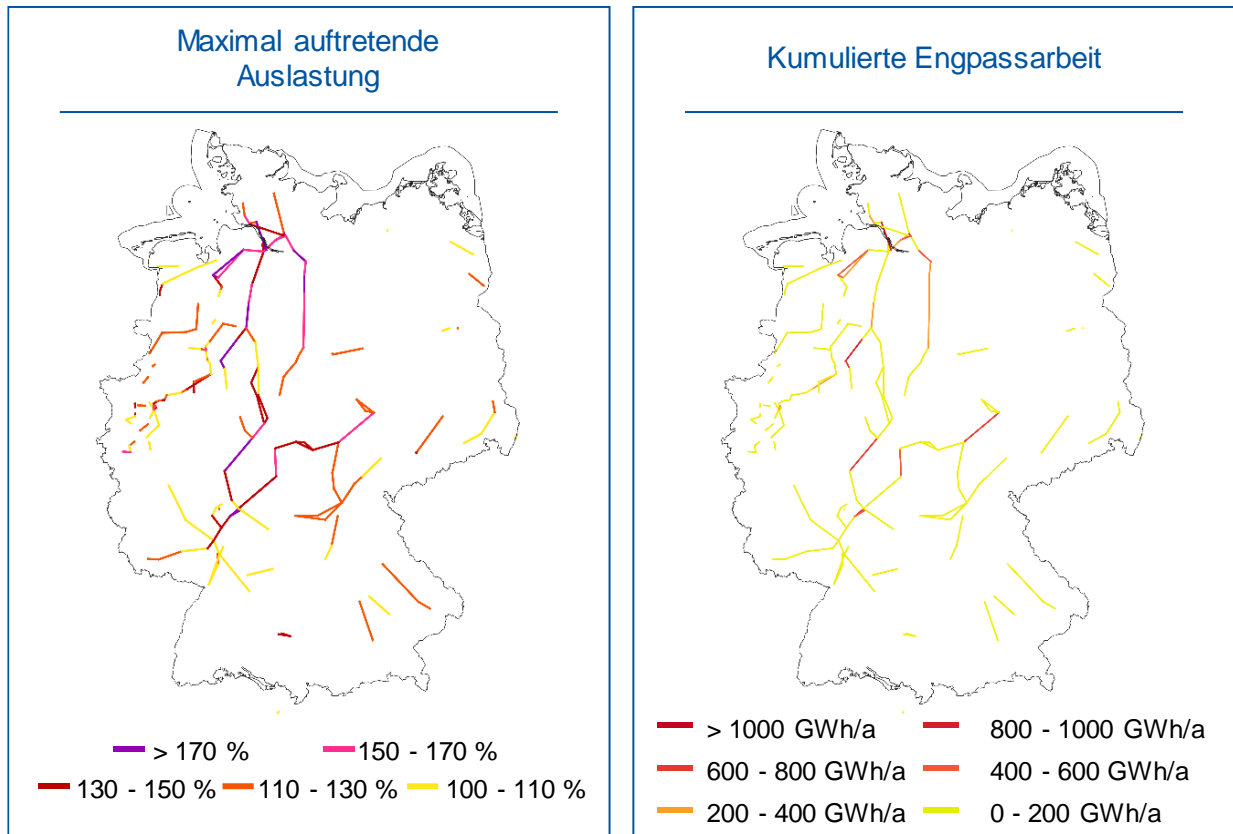 Maximal auftretende
Auslastung
> 170 %
150 - 170 %
130 - 150 %
110 - 130 %
100 - 110 %
Kumulierte Engpassarbeit
> 1000 GWh/a
800 - 1000 GWh/a
600 - 800 GWh/a
400 - 600 GWh/a
200 - 400 GWh/a
0 - 200 GWh/a